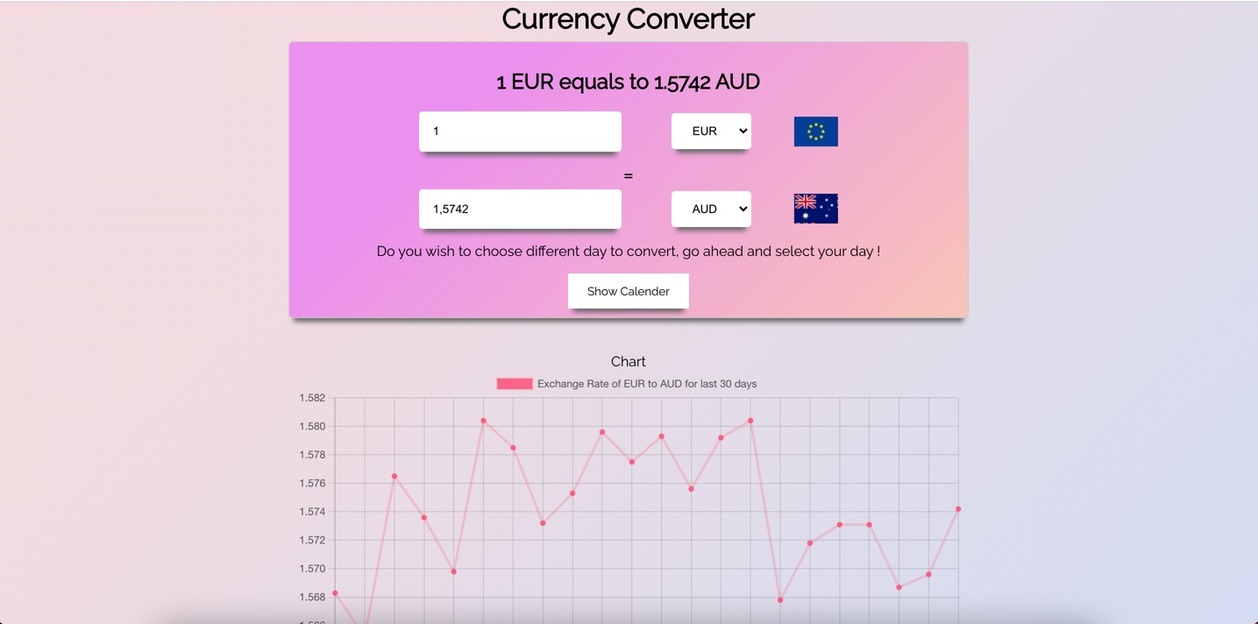 Currency Converter
1 EUR equals to 1.5742 AUD
1 EUR
=
1,5742 AUD
Do you wish to choose different day to convert, go ahead and select your day !
Show Calender
Chart
Exchange Rate of EUR to AUD for last 30 days
1.582
1.580
1.578
1.576
1.574
1.572
1.570
1.568